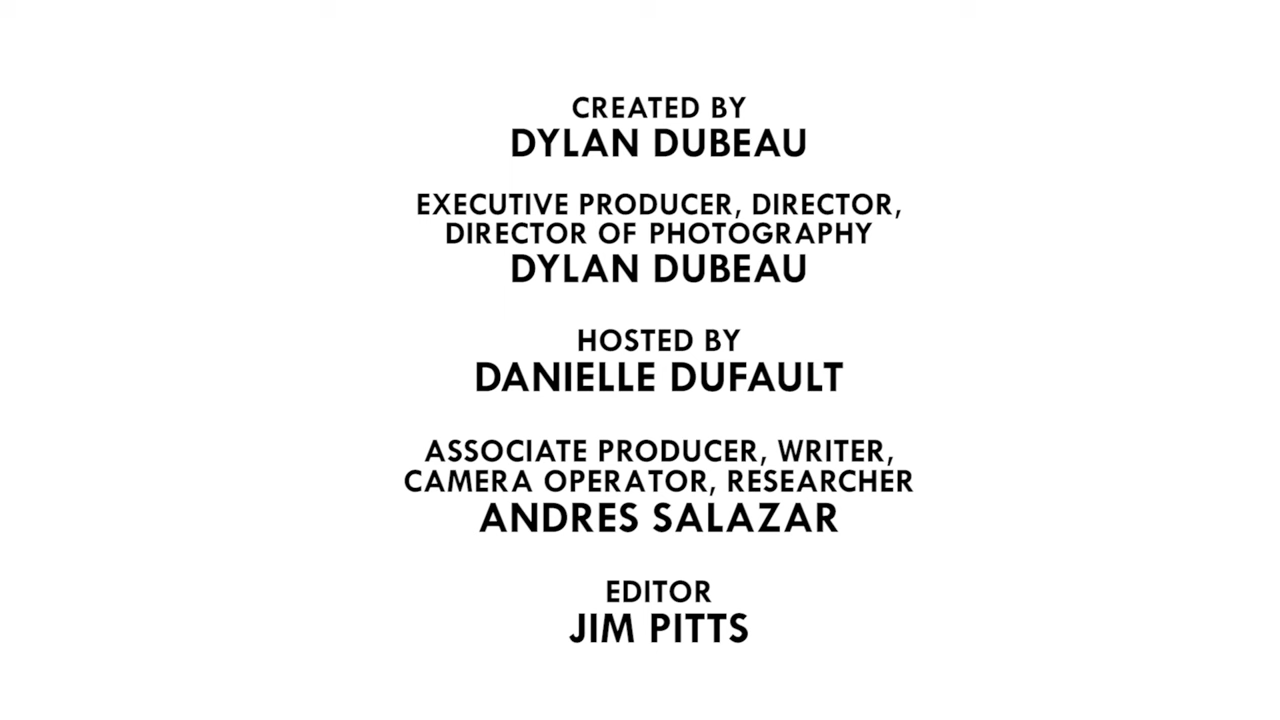 CREATED BY
DYLAN DUBEAU
EXECUTIVE PRODUCER, DIRECTOR,
DIRECTOR OF PHOTOGRAPHY
DYLAN DUBEAU
HOSTED BY
DANIELLE DUFAULT
ASSOCIATE PRODUCER, WRITER,
CAMERA OPERATOR, RESEARCHER
ANDRES SALAZAR
EDITOR
JIM PITTS